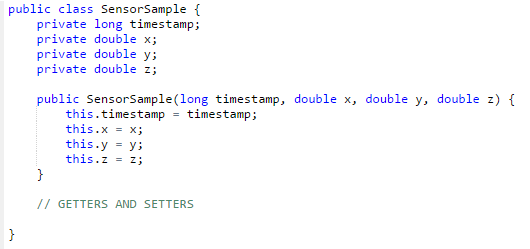 public class SensorSample {
    private long timestamp;
    private double x;
    private double y;
    private double z;

    public SensorSample(long timestamp, double x, double y, double z) {
        this.timestamp = timestamp;
        this.x = x;
        this.y = y;
        this.z = z;
    }

    // GETTERS AND SETTERS

}